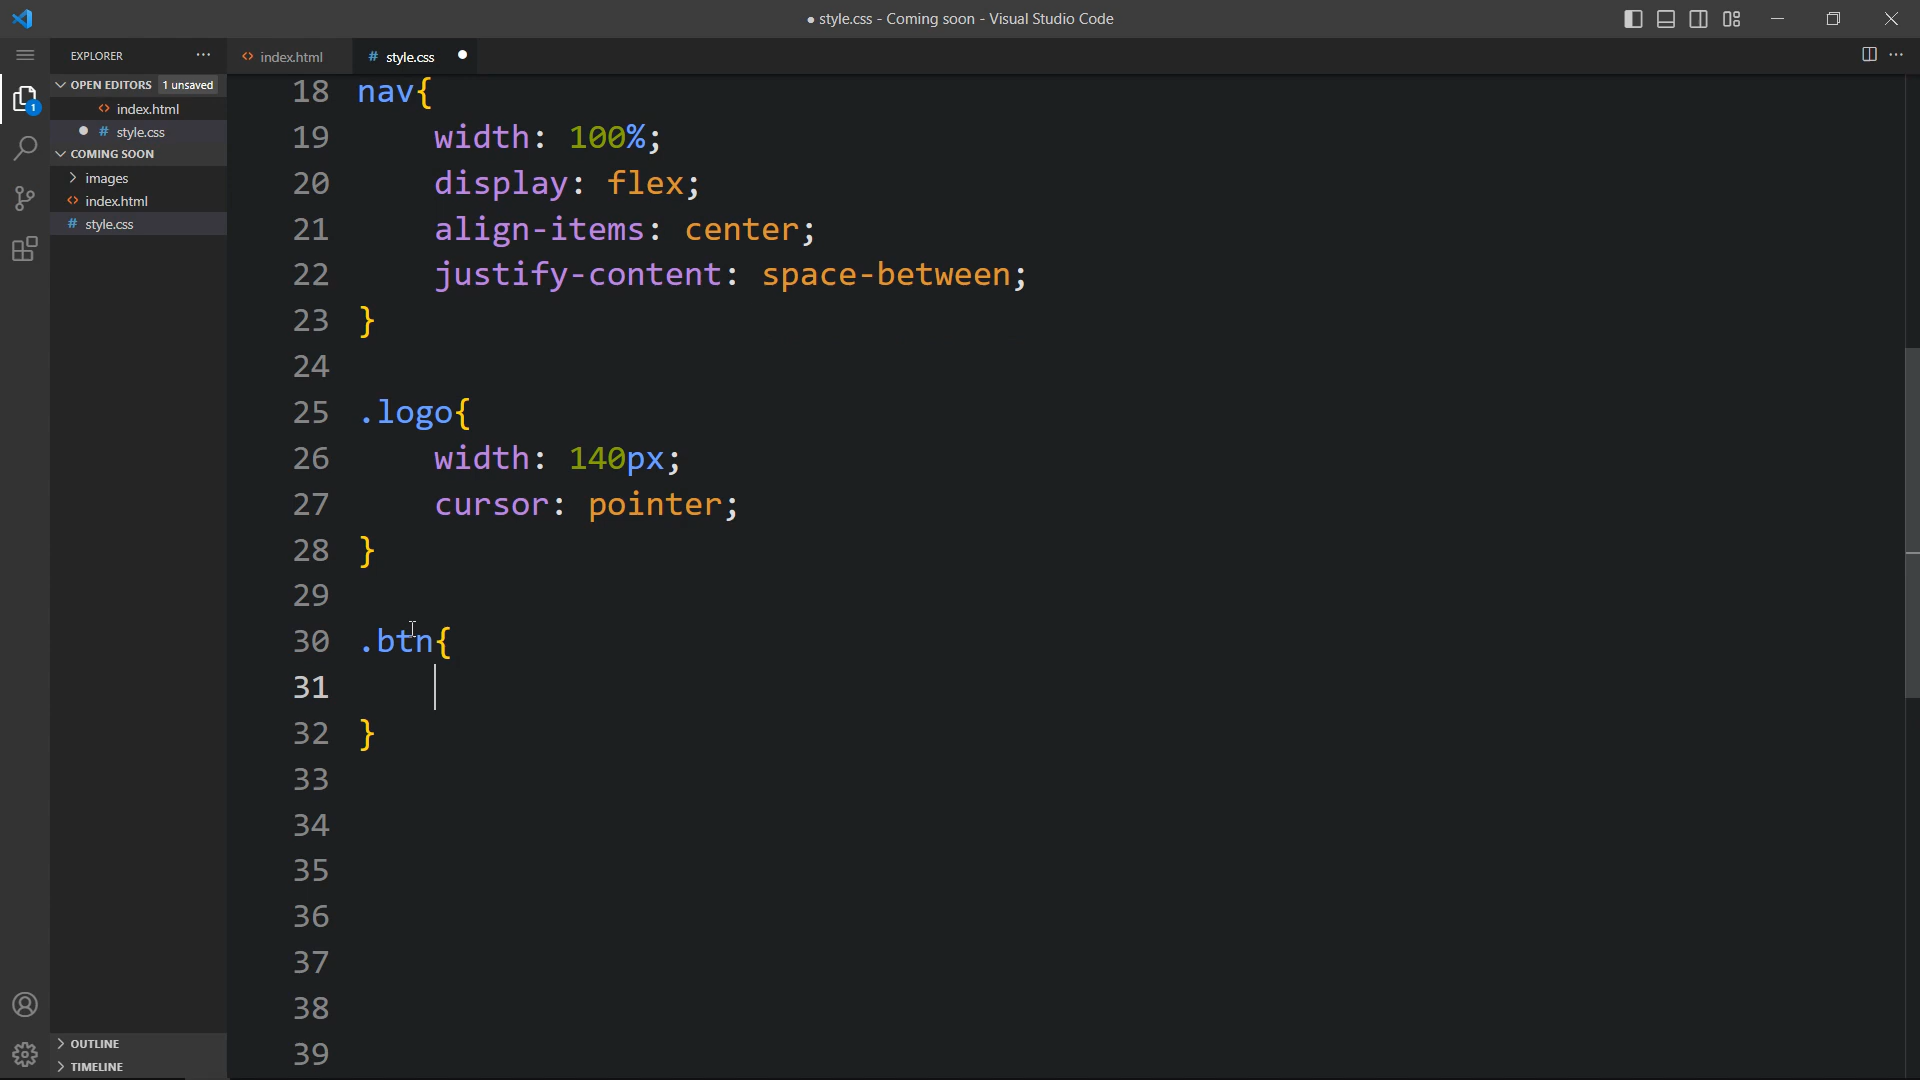 ● style.css - Coming soon - Visual Studio Code
EXPLORER
index.html
style.css
OPEN EDITORS 1 unsaved
index.html
style.css
COMING SOON
images
index.html
style.css
OUTLINE
TIMELINE
1
18 nav{
19 width: 100%;
20 display: flex;
21 align-items: center;
22 justify-content: space-between;
23 }
24
25 .logo{
26 width: 140px;
27 cursor: pointer;
28 }
29
30 .btn{
31
32 }
33
34
35
36
37
38
39